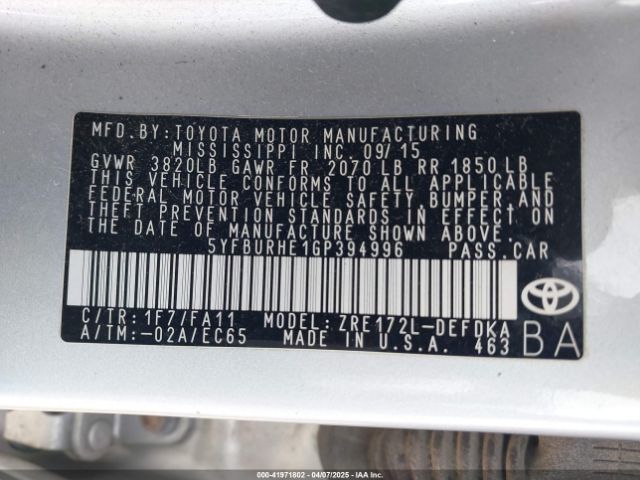 MFD. BY: TOYOTA MOTOR MANUFACTURING
MISSISSIPPI INC. 09/15
GVWR 3820LB GAWR FR 2070 LB RR 1850 LB
THIS VEHICLE CONFORMS TO ALL APPLICABLE
FEDERAL MOTOR VEHICLE SAFETY, BUMPER, AND
THEFT PREVENTION STANDARDS IN EFFECT ON
THE DATE OF MANUFACTURE SHOWN ABOVE.
5YFBURHE1GP394996 PASS. CAR
C/TR: 1F7/FA11 MODEL: ZRE172L-DEFDKA
A/TM: -02A/EC65 MADE IN U.S.A. 463 BA
000-41971802 | 04/07/2025 | IAA Inc.